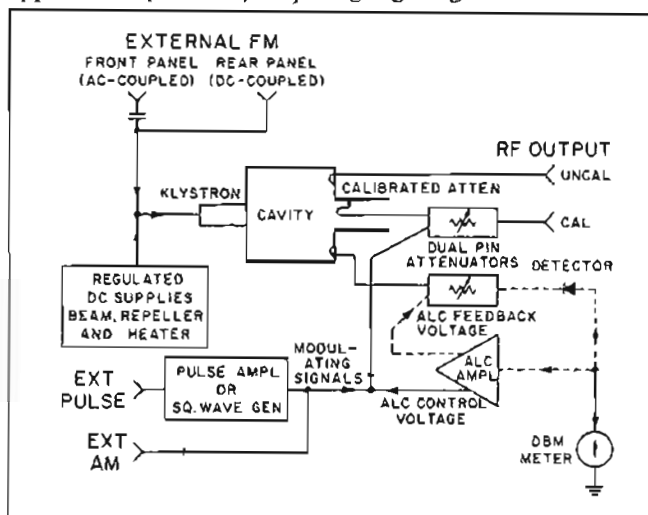 EXTERNAL FM
FRONT PANEL REAR PANEL
(AC-COUPLED) (DC-COUPLED)
RF OUTPUT
UNCAL
KLYSTRON
CALIBRATED ATTEN
CAVITY
CAL
DUAL PIN
ATTENUATORS
DETECTOR
REGULATED
DC SUPPLIES
BEAM, REPELLER
AND HEATER
ALC FEEDBACK
VOLTAGE
MODUL-
ATING
SIGNALS
ALC
AMPL
EXT
PULSE
PULSE AMPL
OR
SQ. WAVE GEN
ALC CONTROL
VOLTAGE
EXT
AM
DBM
METER